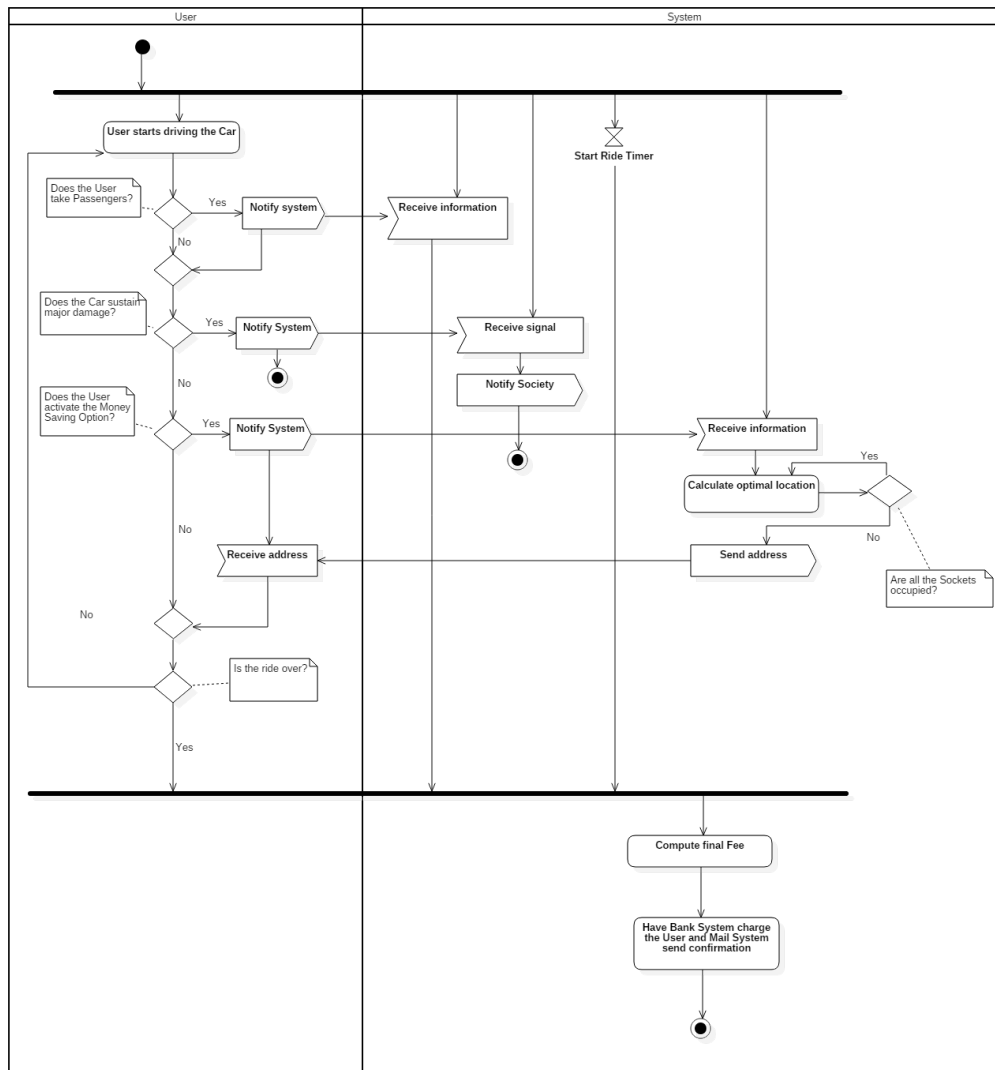 User
System
User starts driving the Car
Start Ride Timer
Does the User
take Passengers?
Yes
Notify system
Receive information
No
Does the Car sustain
major damage?
Yes
Notify System
Receive signal
No
Notify Society
Does the User
activate the Money
Saving Option?
Yes
Notify System
Receive information
Yes
Calculate optimal location
No
No
Receive address
Send address
Are all the Sockets
occupied?
No
Is the ride over?
Yes
Compute final Fee
Have Bank System charge
the User and Mail System
send confirmation